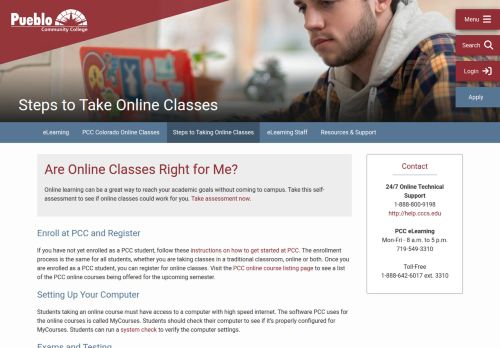 Pueblo
Community College
Menu
Search
Login
Apply
Steps to Take Online Classes
eLearning
PCC Colorado Online Classes
Steps to Taking Online Classes
eLearning Staff
Resources & Support
Are Online Classes Right for Me?
Online learning can be a great way to reach your academic goals without coming to campus. Take this self-
assessment to see if online classes could work for you. Take assessment now.
Enroll at PCC and Register
If you have not yet enrolled as a PCC student, follow these instructions on how to get started at PCC. The enrollment
process is the same for all students, whether you are taking classes in a traditional classroom, online or both. Once you
are enrolled as a PCC student, you can register for online classes. Visit the PCC online course listing page to see a list
of the PCC online courses being offered for the upcoming semester.
Setting Up Your Computer
Students taking an online course must have access to a computer with high speed internet. The software PCC uses for
the online courses is called MyCourses. Students should check their computer to see if it's properly configured for
MyCourses. Students can run a system check to verify the computer settings.
Exams and Testing
Contact
24/7 Online Technical
Support
1-888-800-9198
http://help.cccs.edu
PCC eLearning
Mon-Fri - 8 a.m. to 5 p.m.
719-549-3310
Toll-Free
1-888-642-6017 ext. 3310